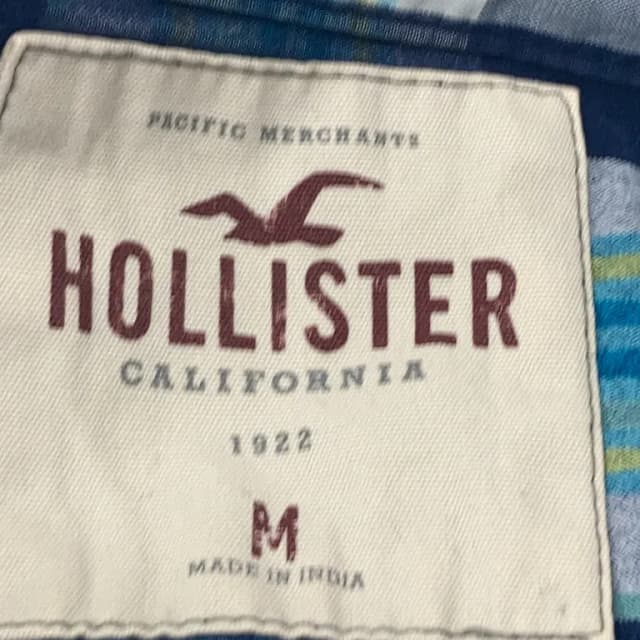 PACIFIC MERCHANTS
HOLLISTER
CALIFORNIA
1922
M
MADE IN INDIA